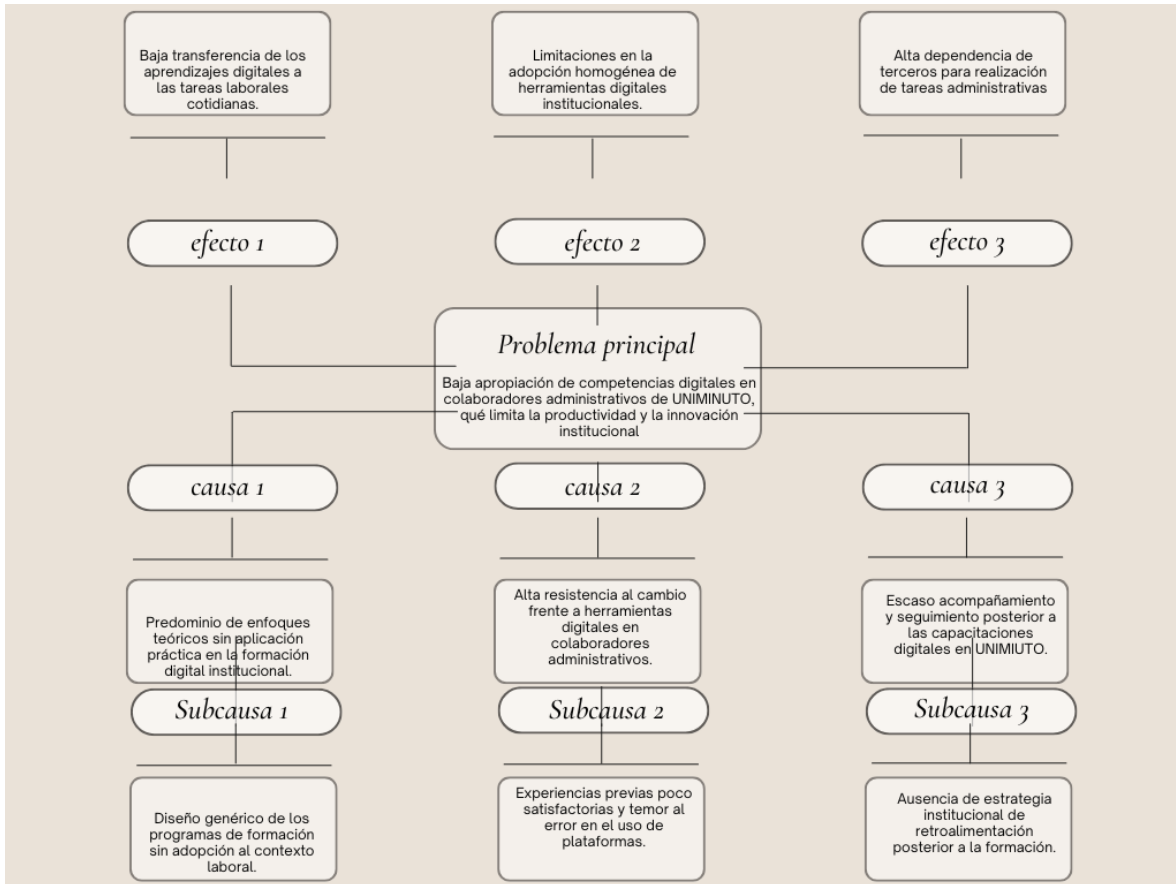 Baja transferencia de los
aprendizajes digitales a
las tareas laborales
cotidianas.
Limitaciones en la
adopción homogénea de
herramientas digitales
institucionales.
Alta dependencia de
terceros para realización
de tareas administrativas
efecto 1
efecto 2
efecto 3
Problema principal
Baja apropiación de competencias digitales en
colaboradores administrativos de UNIMINUTO,
qué limita la productividad y la innovación
institucional
causa 1
causa 2
causa 3
Predominio de enfoques
teóricos sin aplicación
práctica en la formación
digital institucional.
Alta resistencia al cambio
frente a herramientas
digitales en
colaboradores
administrativos.
Escaso acompañamiento
y seguimiento posterior a
las capacitaciones
digitales en UNIMIUTO.
Subcausa 1
Subcausa 2
Subcausa 3
Diseño genérico de los
programas de formación
sin adopción al contexto
laboral.
Experiencias previas poco
satisfactorias y temor al
error en el uso de
plataformas.
Ausencia de estrategia
institucional de
retroalimentación
posterior a la formación.